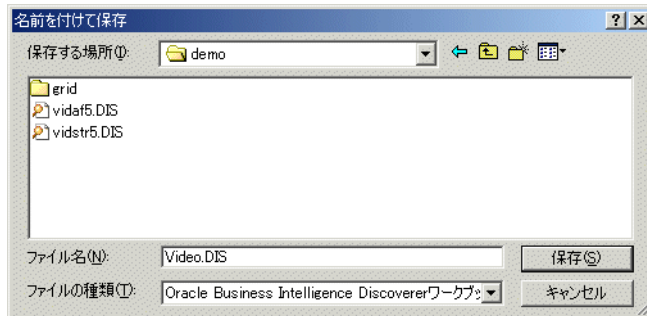 名前を付けて保存
保存する場所(I):
demo
grid
vidaf5.DIS
vidstr5.DIS
ファイル名(N):
Video.DIS
保存(S)
ファイルの種類(T):
Oracle Business Intelligence Discovererワークブッ
キャンセル